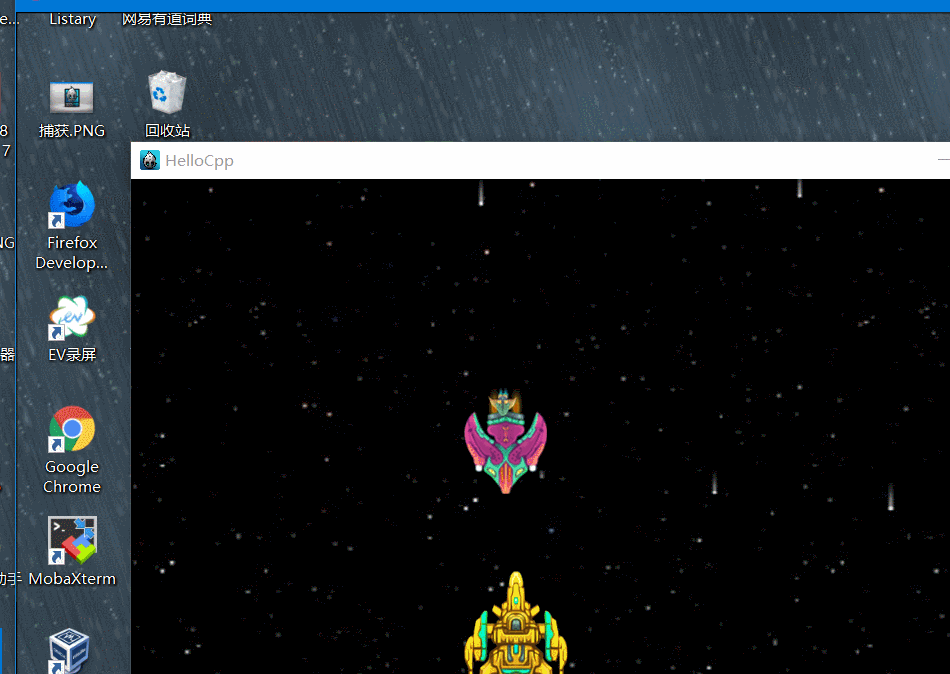 e...
Listary
网易有道词典
捕获.PNG
回收站
8
7
HelloCpp
NG
Firefox
Develop...
器
EV录屏
Google
Chrome
动手
MobaXterm